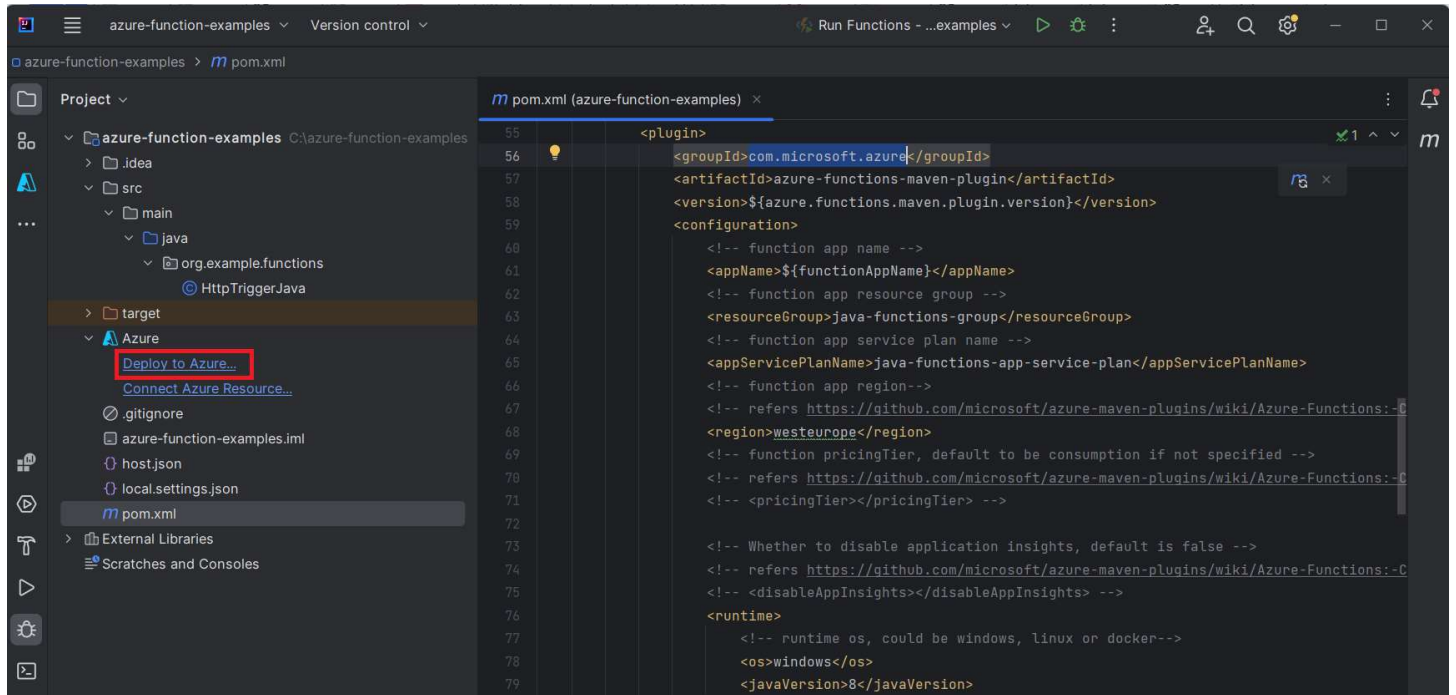 azure-function-examples Version control Run Functions - ...examples
azure-function-examples > m pom.xml
Project
azure-function-examples C:\azure-function-examples
.idea
src
main
java
org.example.functions
HttpTriggerJava
target
Azure
Deploy to Azure...
Connect Azure Resource...
.gitignore
azure-function-examples.iml
host.json
local.settings.json
m pom.xml
External Libraries
Scratches and Consoles
m pom.xml (azure-function-examples)
1
m
55 <plugin>
56 <groupId>com.microsoft.azure</groupId>
57 <artifactId>azure-functions-maven-plugin</artifactId>
58 <version>${azure.functions.maven.plugin.version}</version>
59 <configuration>
60 <!-- function app name -->
61 <appName>${functionAppName}</appName>
62 <!-- function app resource group -->
63 <resourceGroup>java-functions-group</resourceGroup>
64 <!-- function app service plan name -->
65 <appServicePlanName>java-functions-app-service-plan</appServicePlanName>
66 <!-- function app region-->
67 <!-- refers https://github.com/microsoft/azure-maven-plugins/wiki/Azure-Functions:-C
68 <region>westeurope</region>
69 <!-- function pricingTier, default to be consumption if not specified -->
70 <!-- refers https://github.com/microsoft/azure-maven-plugins/wiki/Azure-Functions:-C
71 <!-- <pricingTier></pricingTier> -->
72
73 <!-- Whether to disable application insights, default is false -->
74 <!-- refers https://github.com/microsoft/azure-maven-plugins/wiki/Azure-Functions:-C
75 <!-- <disableAppInsights></disableAppInsights> -->
76 <runtime>
77 <!-- runtime os, could be windows, linux or docker-->
78 <os>windows</os>
79 <javaVersion>8</javaVersion>